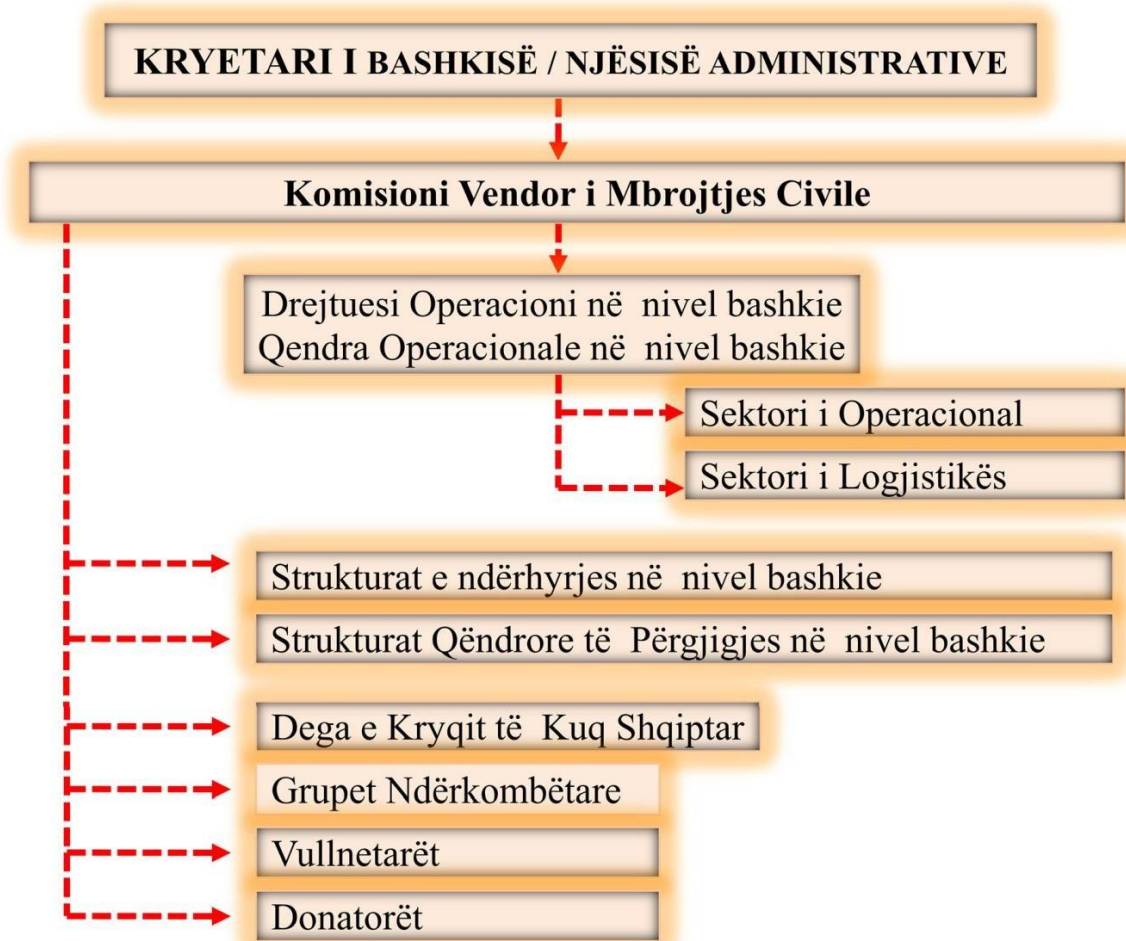 KRYETARI I BASHKISË / NJËSISË ADMINISTRATIVE
Komisioni Vendor i Mbrojtjes Civile
Drejtuesi Operacioni në nivel bashkie
Qendra Operacionale në nivel bashkie
Sektori i Operacional
Sektori i Logjistikës
Strukturat e ndërhyrjes në nivel bashkie
Strukturat Qëndrore të Përgjigjes në nivel bashkie
Dega e Kryqit të Kuq Shqiptar
Grupet Ndërkombëtare
Vullnetarët
Donatorët